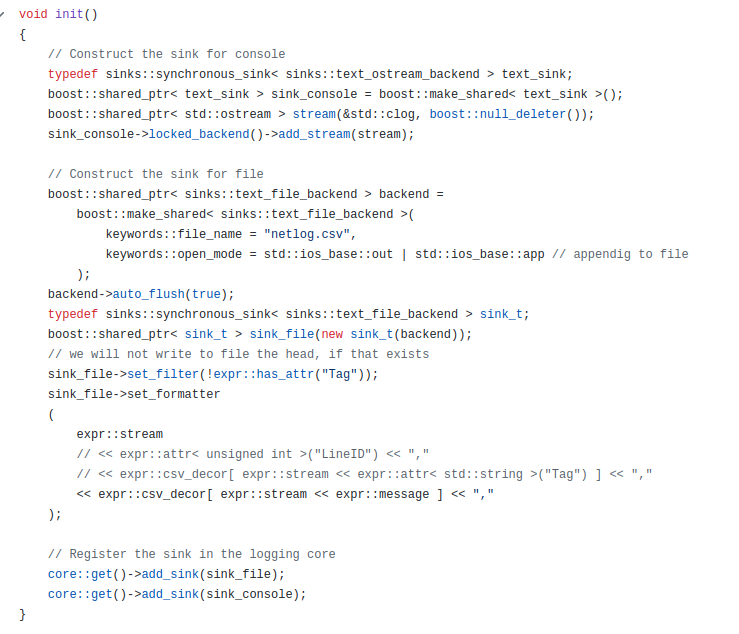 void init()
{
    // Construct the sink for console
    typedef sinks::synchronous_sink< sinks::text_ostream_backend > text_sink;
    boost::shared_ptr< text_sink > sink_console = boost::make_shared< text_sink >();
    boost::shared_ptr< std::ostream > stream(&std::clog, boost::null_deleter());
    sink_console->locked_backend()->add_stream(stream);

    // Construct the sink for file
    boost::shared_ptr< sinks::text_file_backend > backend =
        boost::make_shared< sinks::text_file_backend >(
            keywords::file_name = "netlog.csv",
            keywords::open_mode = std::ios_base::out | std::ios_base::app // appendig to file
        );
    backend->auto_flush(true);
    typedef sinks::synchronous_sink< sinks::text_file_backend > sink_t;
    boost::shared_ptr< sink_t > sink_file(new sink_t(backend));
    // we will not write to file the head, if that exists
    sink_file->set_filter(!expr::has_attr("Tag"));
    sink_file->set_formatter
    (
        expr::stream
        // << expr::attr< unsigned int >("LineID") << ","
        // << expr::csv_decor[ expr::stream << expr::attr< std::string >("Tag") ] << ","
        << expr::csv_decor[ expr::stream << expr::message ] << ","
    );

    // Register the sink in the logging core
    core::get()->add_sink(sink_file);
    core::get()->add_sink(sink_console);
}